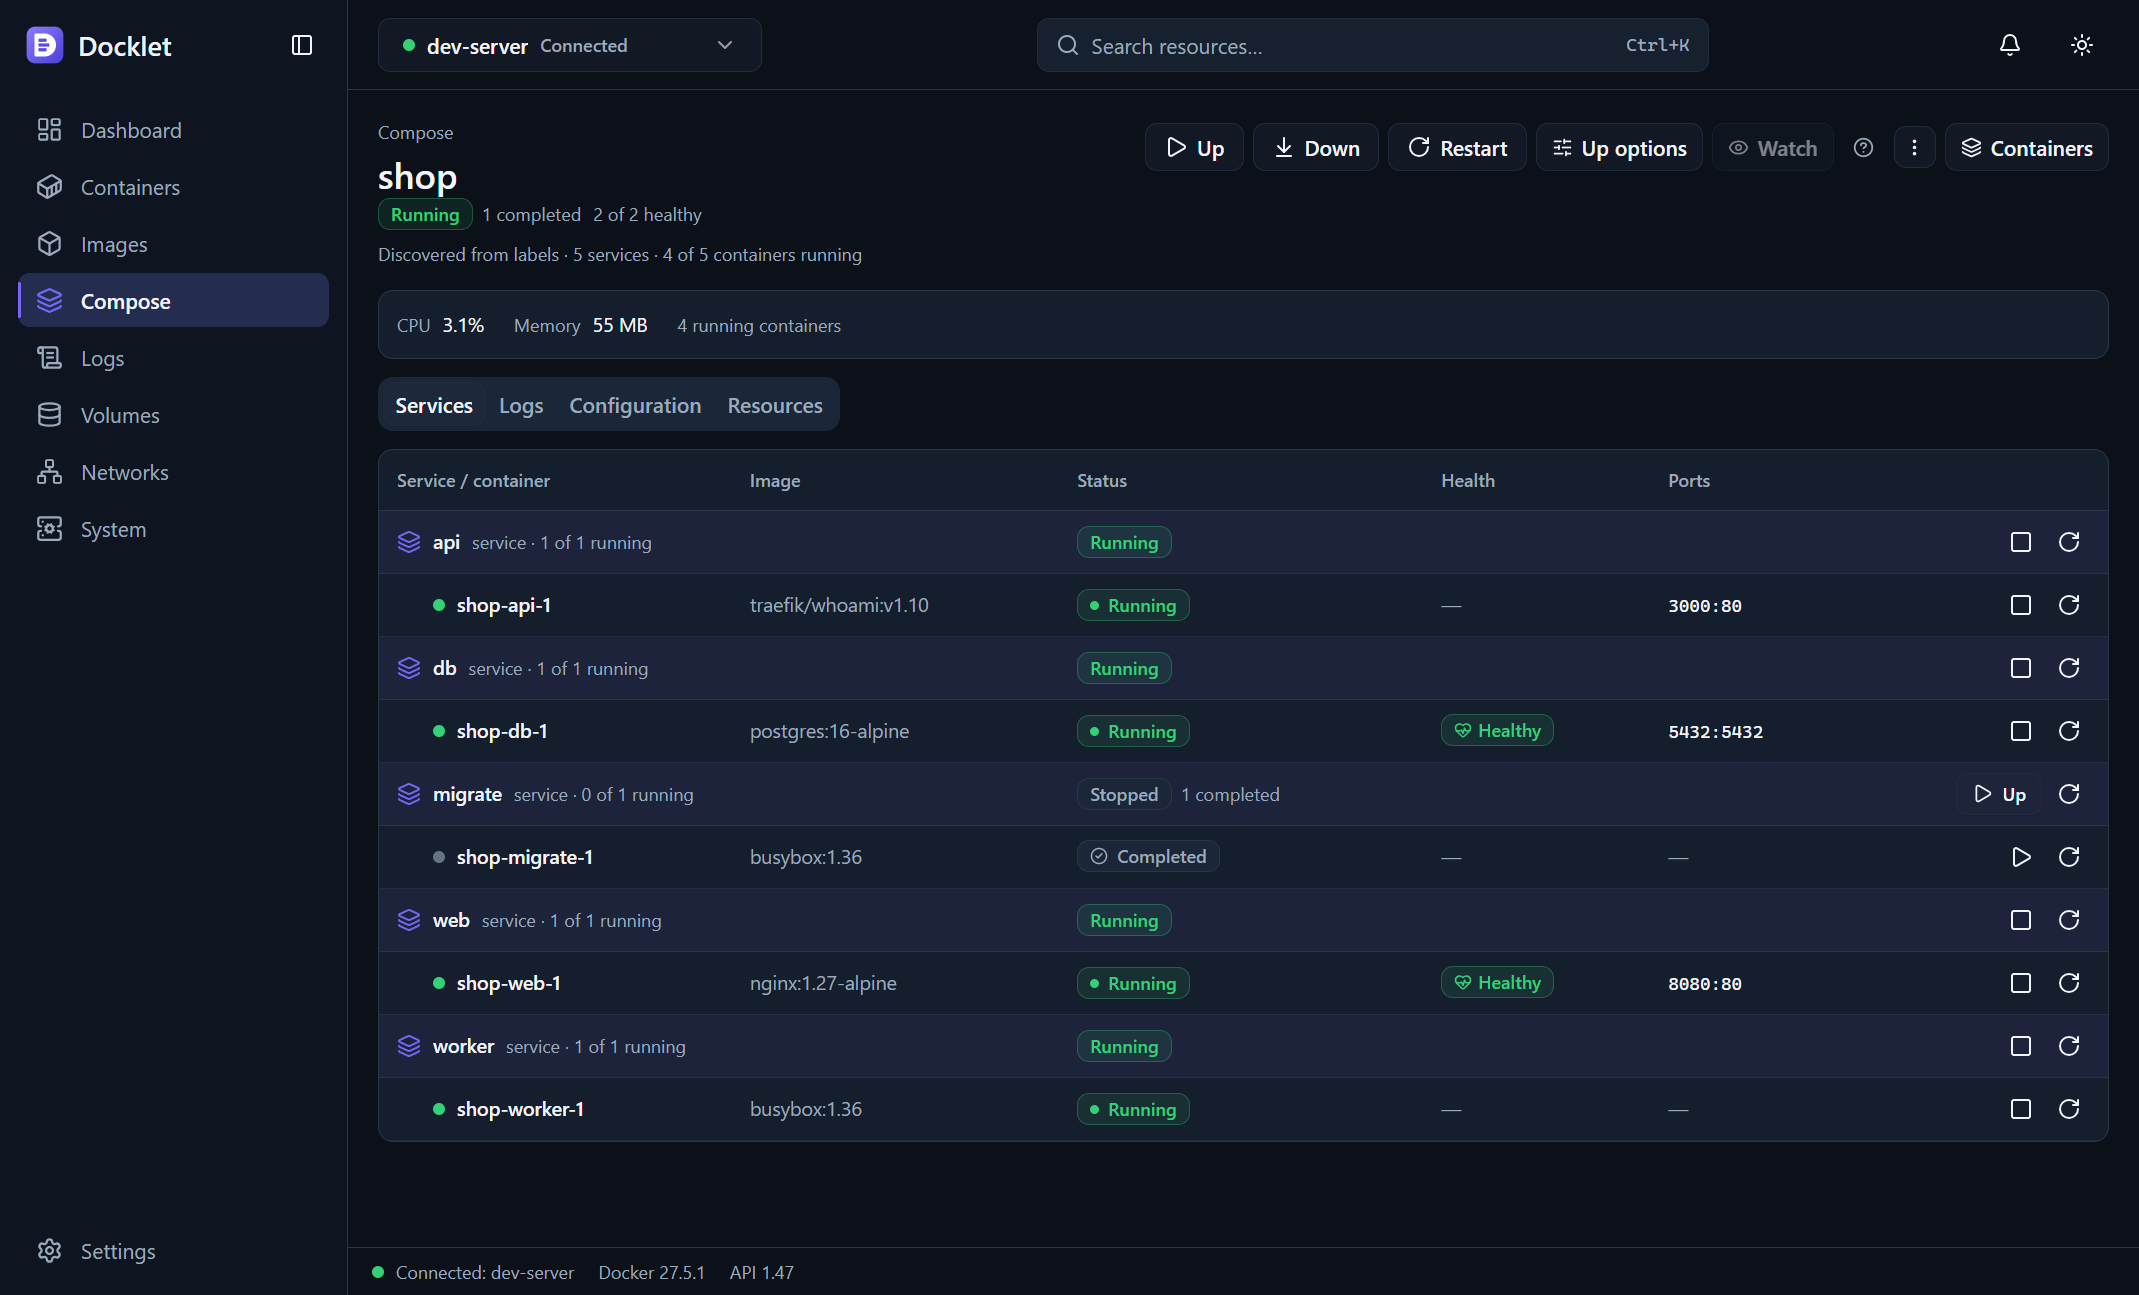 Docklet
dev-server Connected
Search resources... Ctrl+K
Dashboard
Containers
Images
Compose
Logs
Volumes
Networks
System
Settings
Compose
shop
Running 1 completed 2 of 2 healthy
Discovered from labels · 5 services · 4 of 5 containers running
Up Down Restart Up options Watch Containers
CPU 3.1% Memory 55 MB 4 running containers
Services Logs Configuration Resources
Service / container Image Status Health Ports
api service · 1 of 1 running Running
shop-api-1 traefik/whoami:v1.10 Running — 3000:80
db service · 1 of 1 running Running
shop-db-1 postgres:16-alpine Running Healthy 5432:5432
migrate service · 0 of 1 running Stopped 1 completed Up
shop-migrate-1 busybox:1.36 Completed — —
web service · 1 of 1 running Running
shop-web-1 nginx:1.27-alpine Running Healthy 8080:80
worker service · 1 of 1 running Running
shop-worker-1 busybox:1.36 Running — —
Connected: dev-server Docker 27.5.1 API 1.47